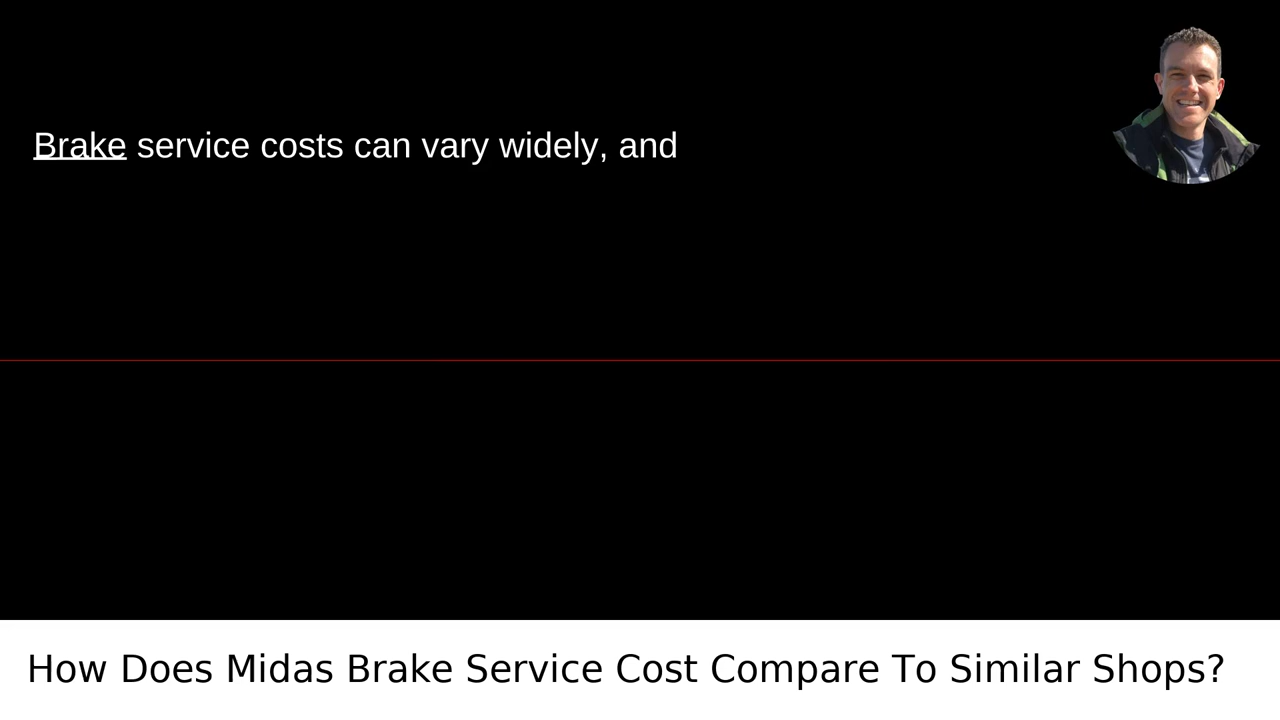 Brake service costs can vary widely, and
How Does Midas Brake Service Cost Compare To Similar Shops?